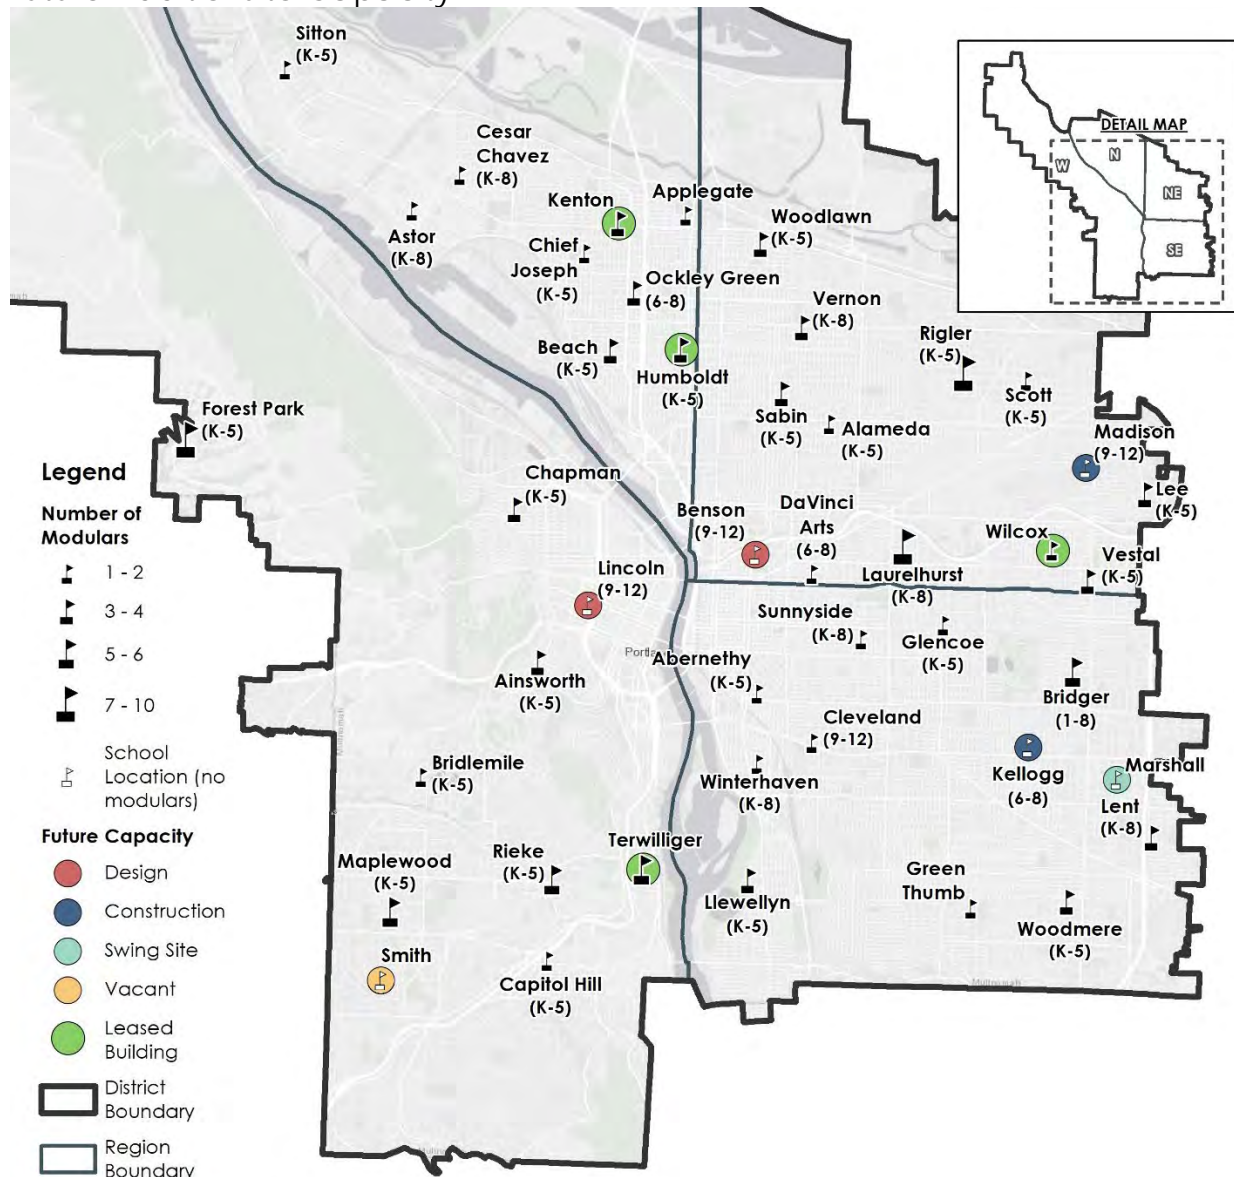 Sitton
(K-5)
Cesar
Chavez
(K-8)
Astor
(K-8)
Kenton
Applegate
Chief
Joseph
(K-5)
Woodlawn
(K-5)
Ockley Green
(6-8)
Vernon
(K-8)
Beach
(K-5)
Humboldt
(K-5)
Rigler
(K-5)
Scott
(K-5)
Sabin
(K-5)
Alameda
(K-5)
Madison
(9-12)
Lee
(K-5)
DETAIL MAP
W
N
NE
SE
Forest Park
(K-5)
Chapman
(K-5)
Benson
(9-12)
DaVinci
Arts
(6-8)
Laurelhurst
(K-8)
Wilcox
Vestal
(K-5)
Lincoln
(9-12)
Sunnyside
(K-8)
Glencoe
(K-5)
Ainsworth
(K-5)
Abernethy
(K-5)
Bridger
(1-8)
Cleveland
(9-12)
Bridlemile
(K-5)
Winterhaven
(K-8)
Kellogg
(6-8)
Marshall
Lent
(K-8)
Maplewood
(K-5)
Rieke
(K-5)
Terwilliger
Llewellyn
(K-5)
Green
Thumb
Woodmere
(K-5)
Smith
Capitol Hill
(K-5)
Legend
Number of
Modulars
1 - 2
3 - 4
5 - 6
7 - 10
School
Location (no
modulars)
Future Capacity
Design
Construction
Swing Site
Vacant
Leased
Building
District
Boundary
Region
Boundary